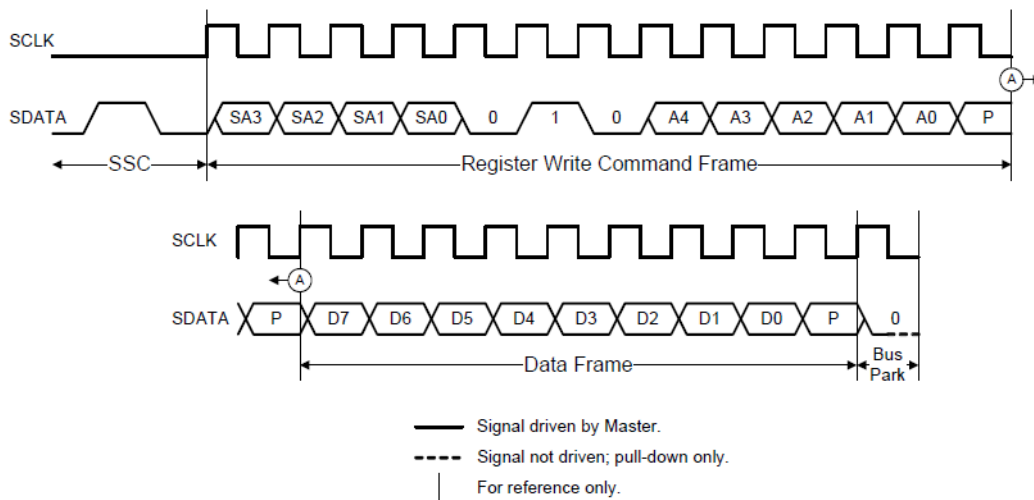 SCLK
A
SDATA SA3 SA2 SA1 SA0 0 1 0 A4 A3 A2 A1 A0 P
SSC Register Write Command Frame
SCLK
A
SDATA P D7 D6 D5 D4 D3 D2 D1 D0 P 0
Data Frame Bus
Park
Signal driven by Master.
Signal not driven; pull-down only.
For reference only.